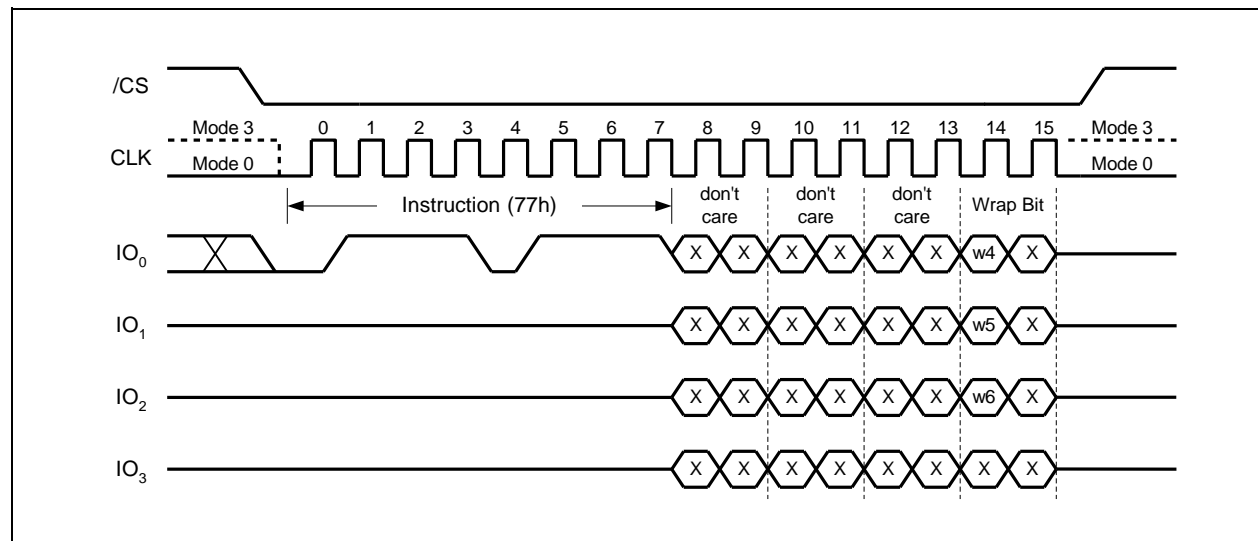 /CS
Mode 3 0 1 2 3 4 5 6 7 8 9 10 11 12 13 14 15 Mode 3
CLK
Mode 0 Mode 0
Instruction (77h) don't care don't care don't care Wrap Bit
IO0 X X X X X X w4 X
IO1 X X X X X X w5 X
IO2 X X X X X X w6 X
IO3 X X X X X X X X